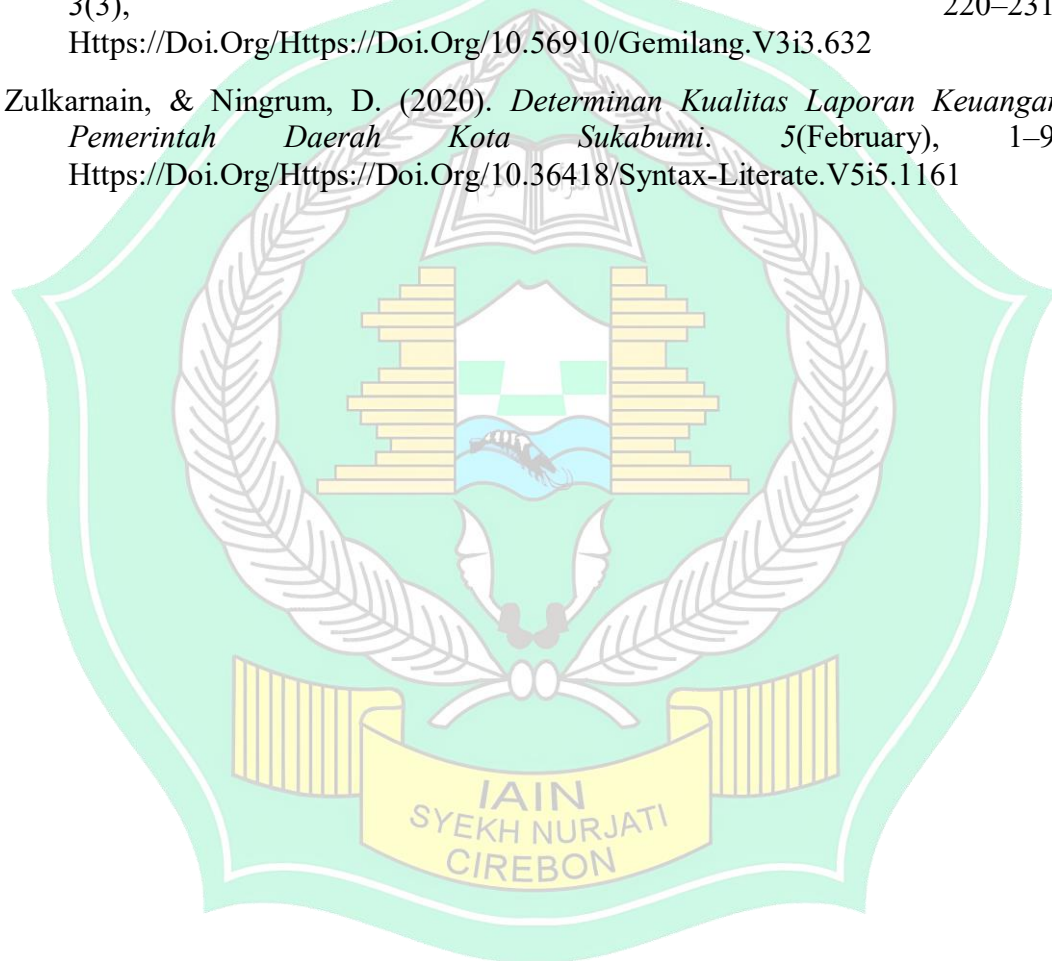 3(3), 220–231
Https://Doi.Org/Https://Doi.Org/10.56910/Gemilang.V3i3.632
Zulkarnain, & Ningrum, D. (2020). Determinan Kualitas Laporan Keuangan
Pemerintah Daerah Kota Sukabumi. 5(February), 1–9
Https://Doi.Org/Https://Doi.Org/10.36418/Syntax-Literate.V5i5.1161
IAIN
SYEKH NURJATI
CIREBON